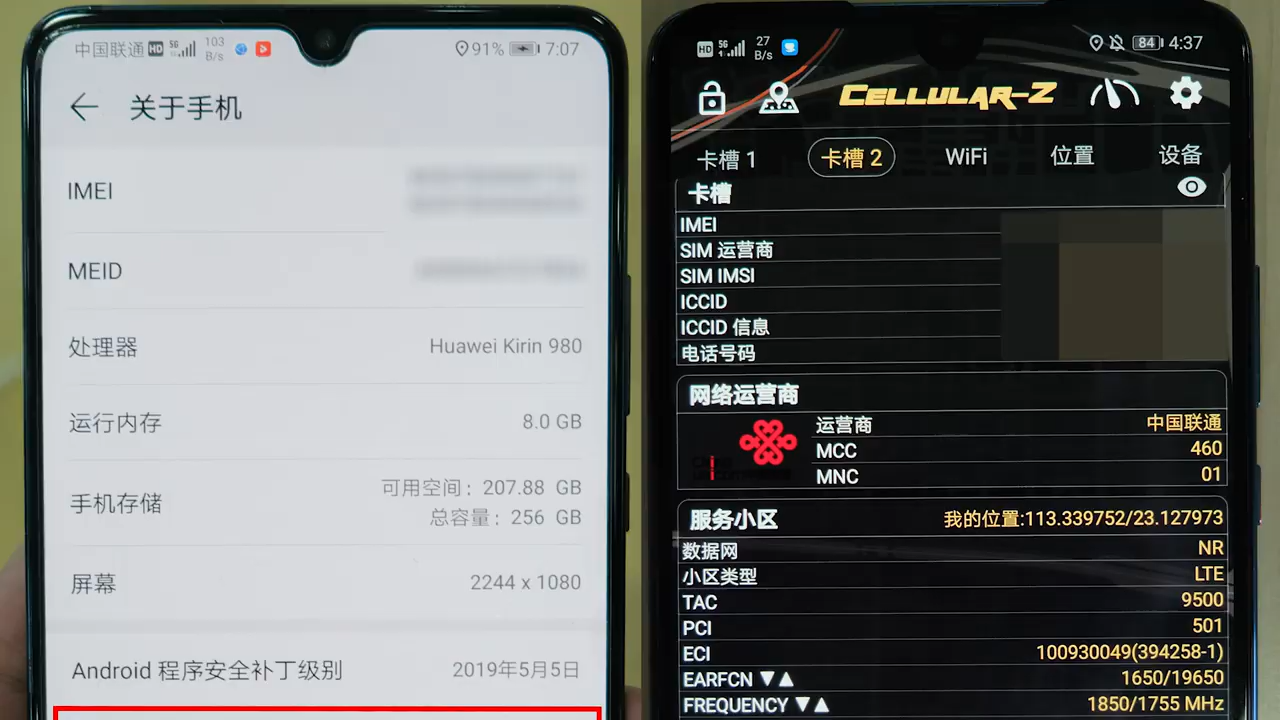 中国联通 HD 5G 103 B/s 91% 7:07
关于手机
IMEI
MEID
处理器 Huawei Kirin 980
运行内存 8.0 GB
手机存储 可用空间: 207.88 GB
总容量: 256 GB
屏幕 2244 x 1080
Android 程序安全补丁级别 2019年5月5日
HD 5G 27 B/s 84 4:37
CELLULAR-Z
卡槽 1 卡槽 2 WiFi 位置 设备
卡槽
IMEI
SIM 运营商
SIM IMSI
ICCID
ICCID 信息
电话号码
网络运营商
运营商 中国联通
MCC 460
MNC 01
服务小区 我的位置:113.339752/23.127973
数据网 NR
小区类型 LTE
TAC 9500
PCI 501
ECI 100930049(394258-1)
EARFCN ▼▲ 1650/19650
FREQUENCY ▼▲ 1850/1755 MHz